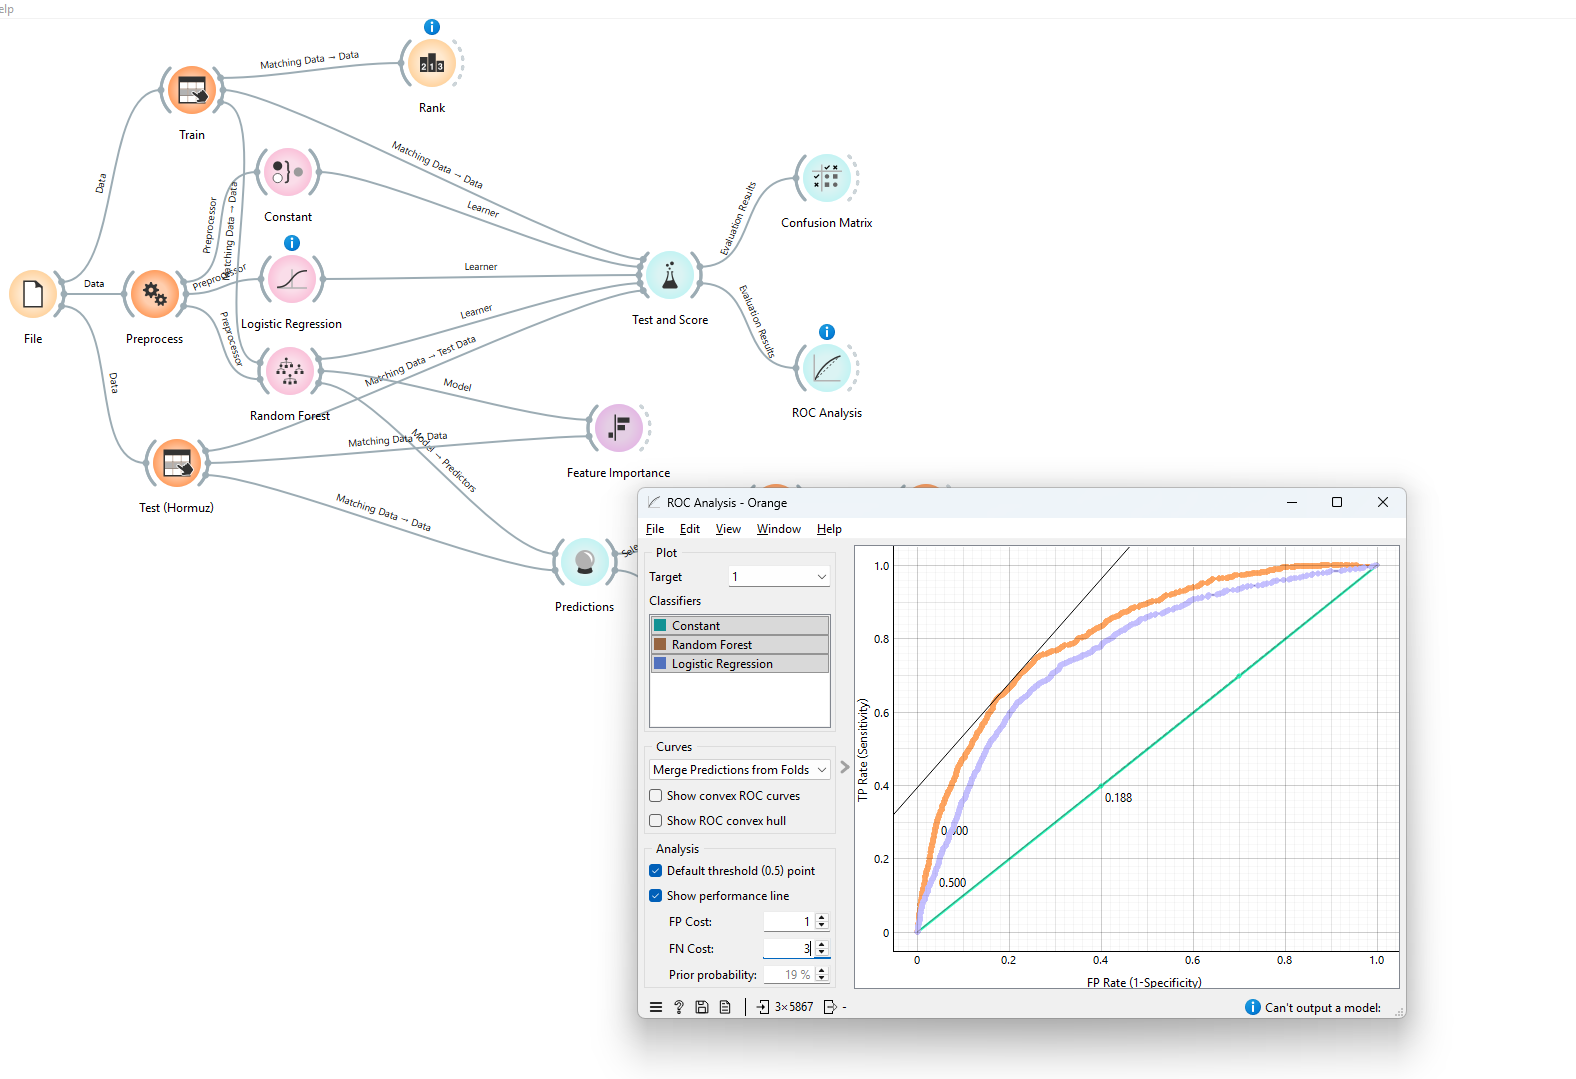 elp
Matching Data → Data
Rank
Train
Data
Matching Data → Data
Constant
Learner
Preprocessor
Matching Data → Data
Evaluation Results
Confusion Matrix
Data
File
Preprocess
Preprocessor
Logistic Regression
Learner
Test and Score
Evaluation Results
ROC Analysis
Preprocessor
Random Forest
Learner
Matching Data → Test Data
Model
Data
Test (Hormuz)
Matching Data → Data
Feature Importance
Model → Predictors
Matching Data → Data
Predictions
Sele
ROC Analysis - Orange
File Edit View Window Help
Plot
Target 1
Classifiers
Constant
Random Forest
Logistic Regression
Curves
Merge Predictions from Folds
Show convex ROC curves
Show ROC convex hull
Analysis
Default threshold (0.5) point
Show performance line
FP Cost: 1
FN Cost: 3
Prior probability: 19 %
3×5867
-
TP Rate (Sensitivity)
1.0
0.8
0.6
0.4
0.2
0
0.188
0.500
0 0.2 0.4 0.6 0.8 1.0
FP Rate (1-Specificity)
Can't output a model: